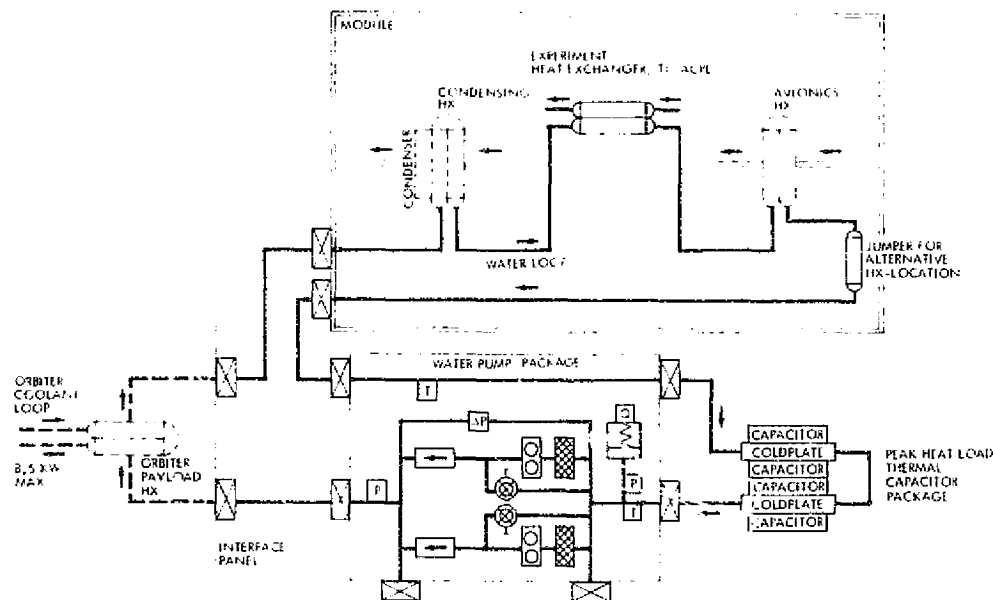 MODULE
EXPERIMENT
HEAT EXCHANGER,
CONDENSING
HX
AVIONICS
HX
CONDENSER
WATER LOOP
JUMPER FOR
ALTERNATIVE
HX-LOCATION
WATER PUMP PACKAGE
T
ORBITER
COOLANT
LOOP
ΔP
CAPACITOR
COLDPLATE
CAPACITOR
CAPACITOR
COLDPLATE
CAPACITOR
PEAK HEAT LOAD
THERMAL
CAPACITOR
PACKAGE
8,5 KW
MAX
ORBITER
PAYLOAD
HX
P
P
T
INTERFACE
PANEL